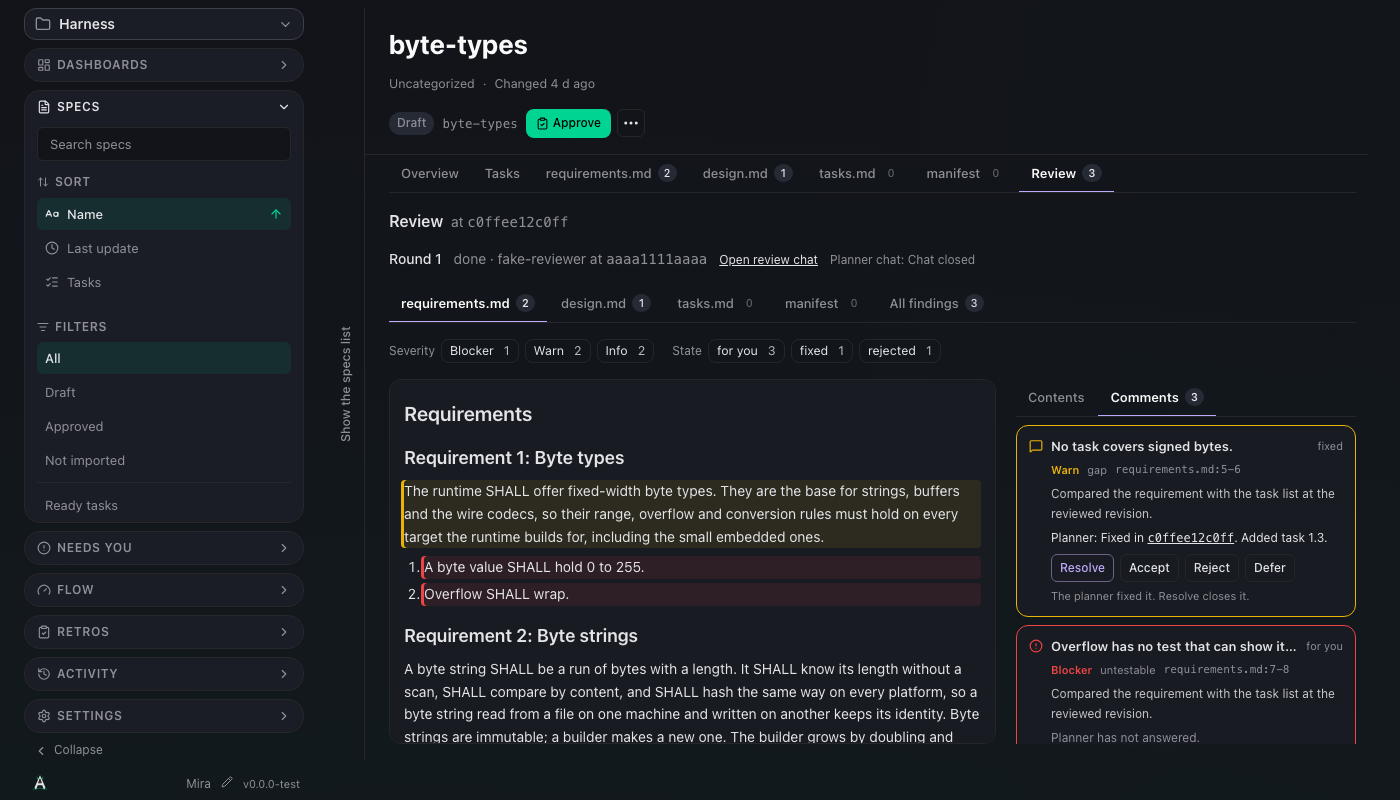 Harness
DASHBOARDS
SPECS
Search specs
SORT
Aa Name
Last update
Tasks
FILTERS
All
Draft
Approved
Not imported
Ready tasks
NEEDS YOU
FLOW
RETROS
ACTIVITY
SETTINGS
Collapse
A
Mira v0.0.0-test
Show the specs list
byte-types
Uncategorized · Changed 4 d ago
Draft byte-types Approve
Overview Tasks requirements.md 2 design.md 1 tasks.md 0 manifest 0 Review 3
Review at c0ffee12c0ff
Round 1 done · fake-reviewer at aaaa1111aaaa Open review chat Planner chat: Chat closed
requirements.md 2 design.md 1 tasks.md 0 manifest 0 All findings 3
Severity Blocker 1 Warn 2 Info 2 State for you 3 fixed 1 rejected 1
Requirements
Requirement 1: Byte types
The runtime SHALL offer fixed-width byte types. They are the base for strings, buffers
and the wire codecs, so their range, overflow and conversion rules must hold on every
target the runtime builds for, including the small embedded ones.
1. A byte value SHALL hold 0 to 255.
2. Overflow SHALL wrap.
Requirement 2: Byte strings
A byte string SHALL be a run of bytes with a length. It SHALL know its length without a
scan, SHALL compare by content, and SHALL hash the same way on every platform, so a
byte string read from a file on one machine and written on another keeps its identity. Byte
strings are immutable; a builder makes a new one. The builder grows by doubling and
Contents Comments 3
No task covers signed bytes. fixed
Warn gap requirements.md:5–6
Compared the requirement with the task list at the
reviewed revision.
Planner: Fixed in c0ffee12c0ff. Added task 1.3.
Resolve Accept Reject Defer
The planner fixed it. Resolve closes it.
Overflow has no test that can show it... for you
Blocker untestable requirements.md:7–8
Compared the requirement with the task list at the
reviewed revision.
Planner has not answered.